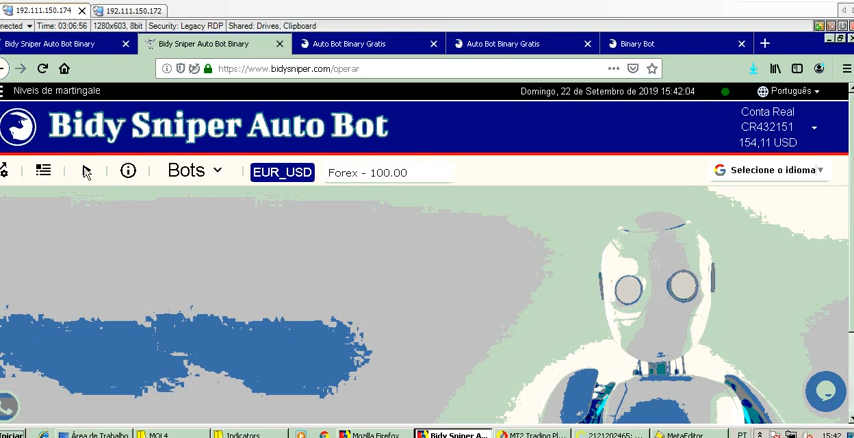 192.111.150.174
192.111.150.172
nected Time: 03:06:56 1280x603, 8bit Security: Legacy RDP Shared: Drives, Clipboard
Bidy Sniper Auto Bot Binary
Bidy Sniper Auto Bot Binary
Auto Bot Binary Gratis
Auto Bot Binary Gratis
Binary Bot
https://www.bidysniper.com/operar
Niveis de martingale
Domingo, 22 de Setembro de 2019 15:42:04
Português
Bidy Sniper Auto Bot
Conta Real
CR432151
154,11 USD
Bots
EUR_USD
Forex - 100.00
Selecione o idioma
Iniciar
Área de Trabalho
MQL4
Indicators
Mozilla Firefox
Bidy Sniper A...
MT2 Trading Pl...
2121202465: ...
MetaEditor
PT
15:42